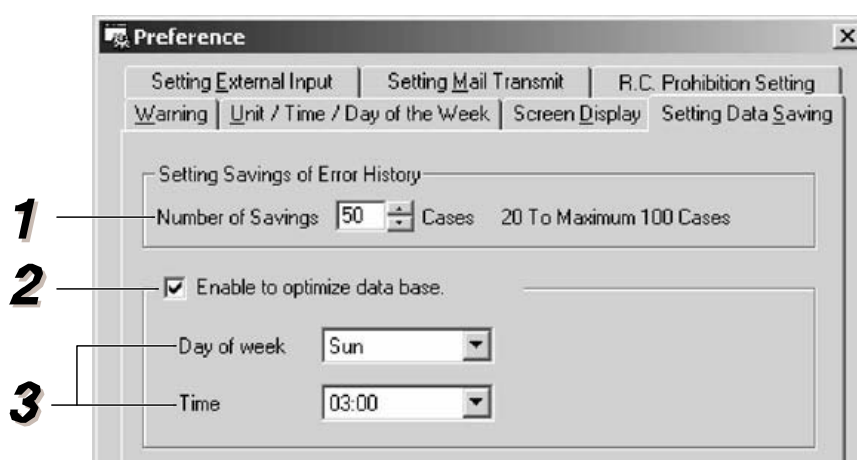 Preference
Setting External Input Setting Mail Transmit R.C. Prohibition Setting
Warning Unit / Time / Day of the Week Screen Display Setting Data Saving
Setting Savings of Error History
1 Number of Savings 50 Cases 20 To Maximum 100 Cases
2 Enable to optimize data base.
Day of week Sun
3 Time 03:00